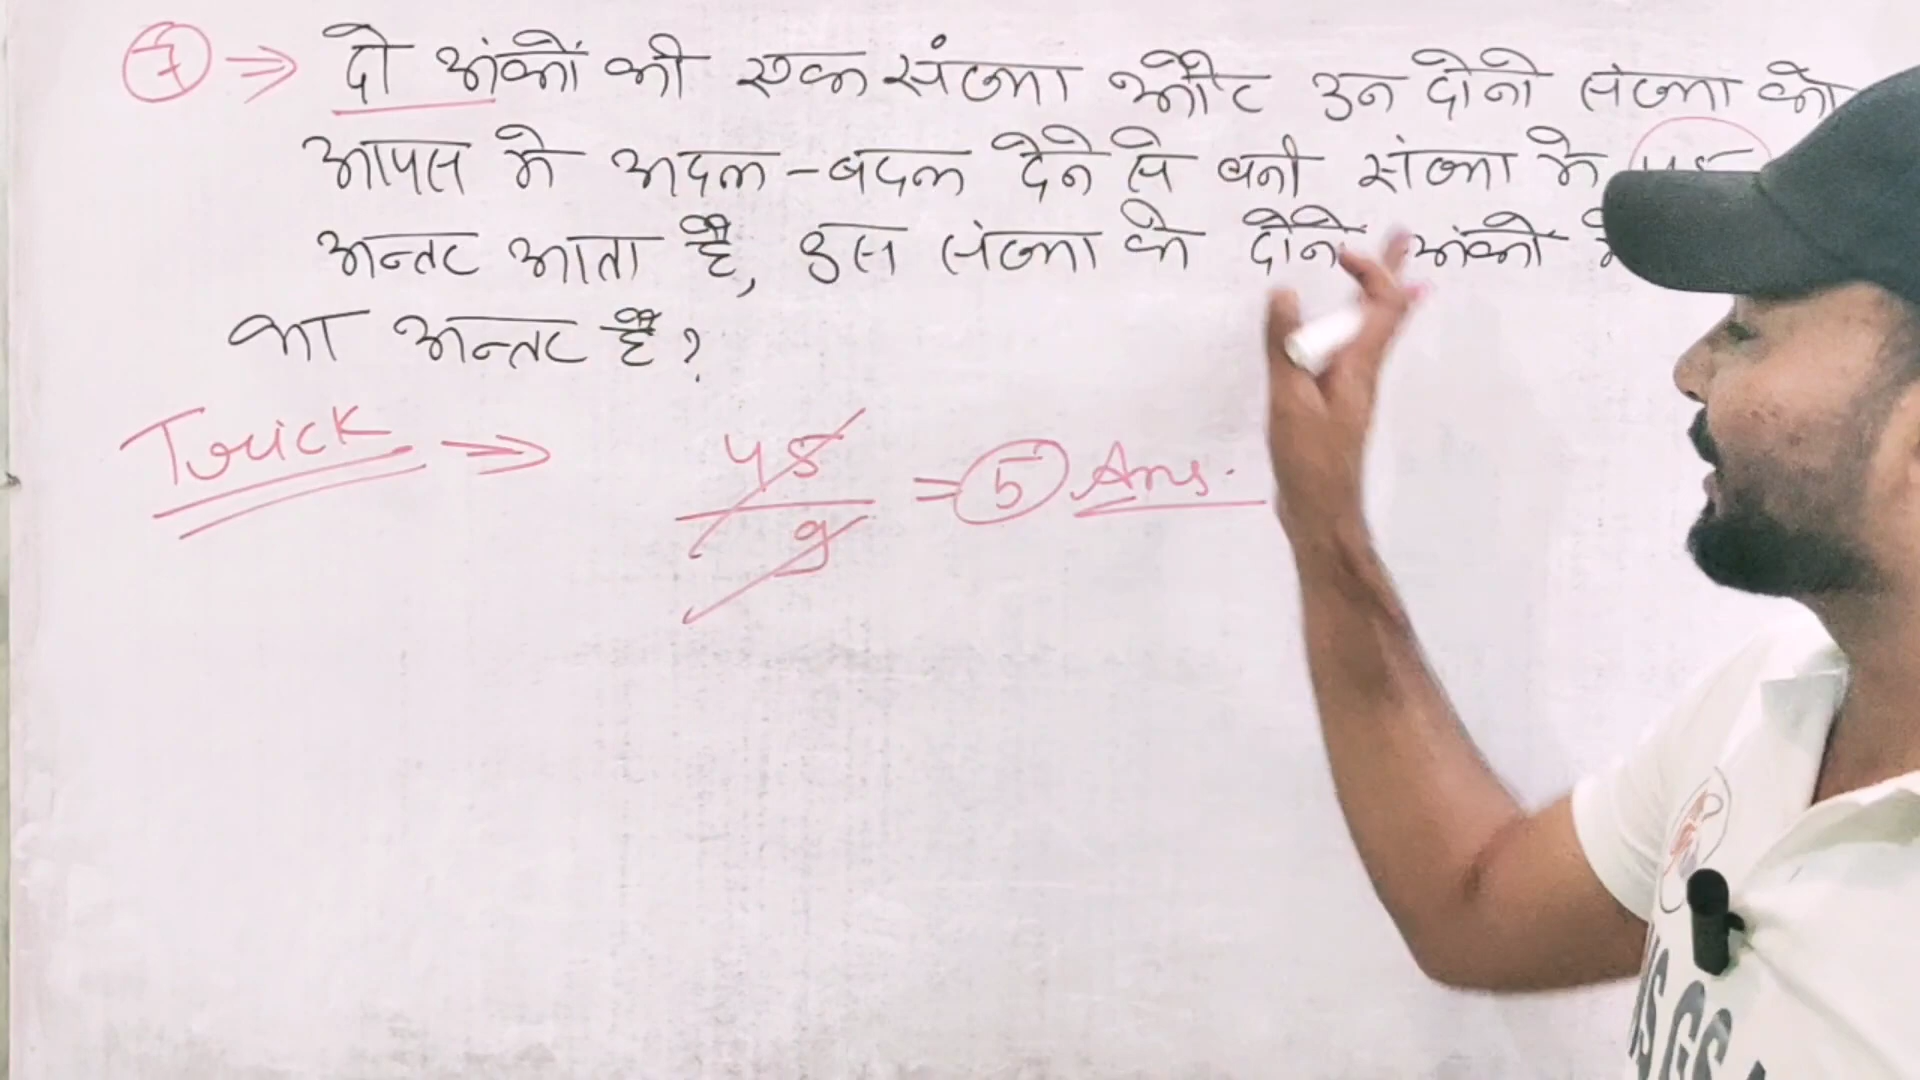 7 ⇒ दो अंकों की एक संख्या और उन दोनो संख्या को
आपस मे अदल-बदल देने से बनी संख्या मे 45
अन्तर आता है, उस संख्या के दोनो अंको
का अन्तर है?
Trick ⇒ 45/9 = 5 Ans.